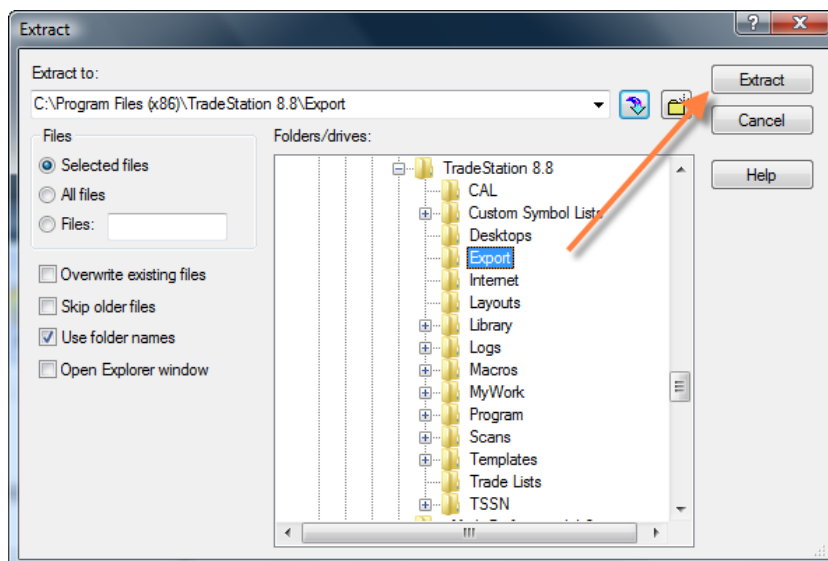 Extract
Extract to:
C:\Program Files (x86)\TradeStation 8.8\Export
Extract
Cancel
Help
Files
Selected files
All files
Files:
Overwrite existing files
Skip older files
Use folder names
Open Explorer window
Folders/drives:
TradeStation 8.8
CAL
Custom Symbol Lists
Desktops
Export
Internet
Layouts
Library
Logs
Macros
MyWork
Program
Scans
Templates
Trade Lists
TSSN